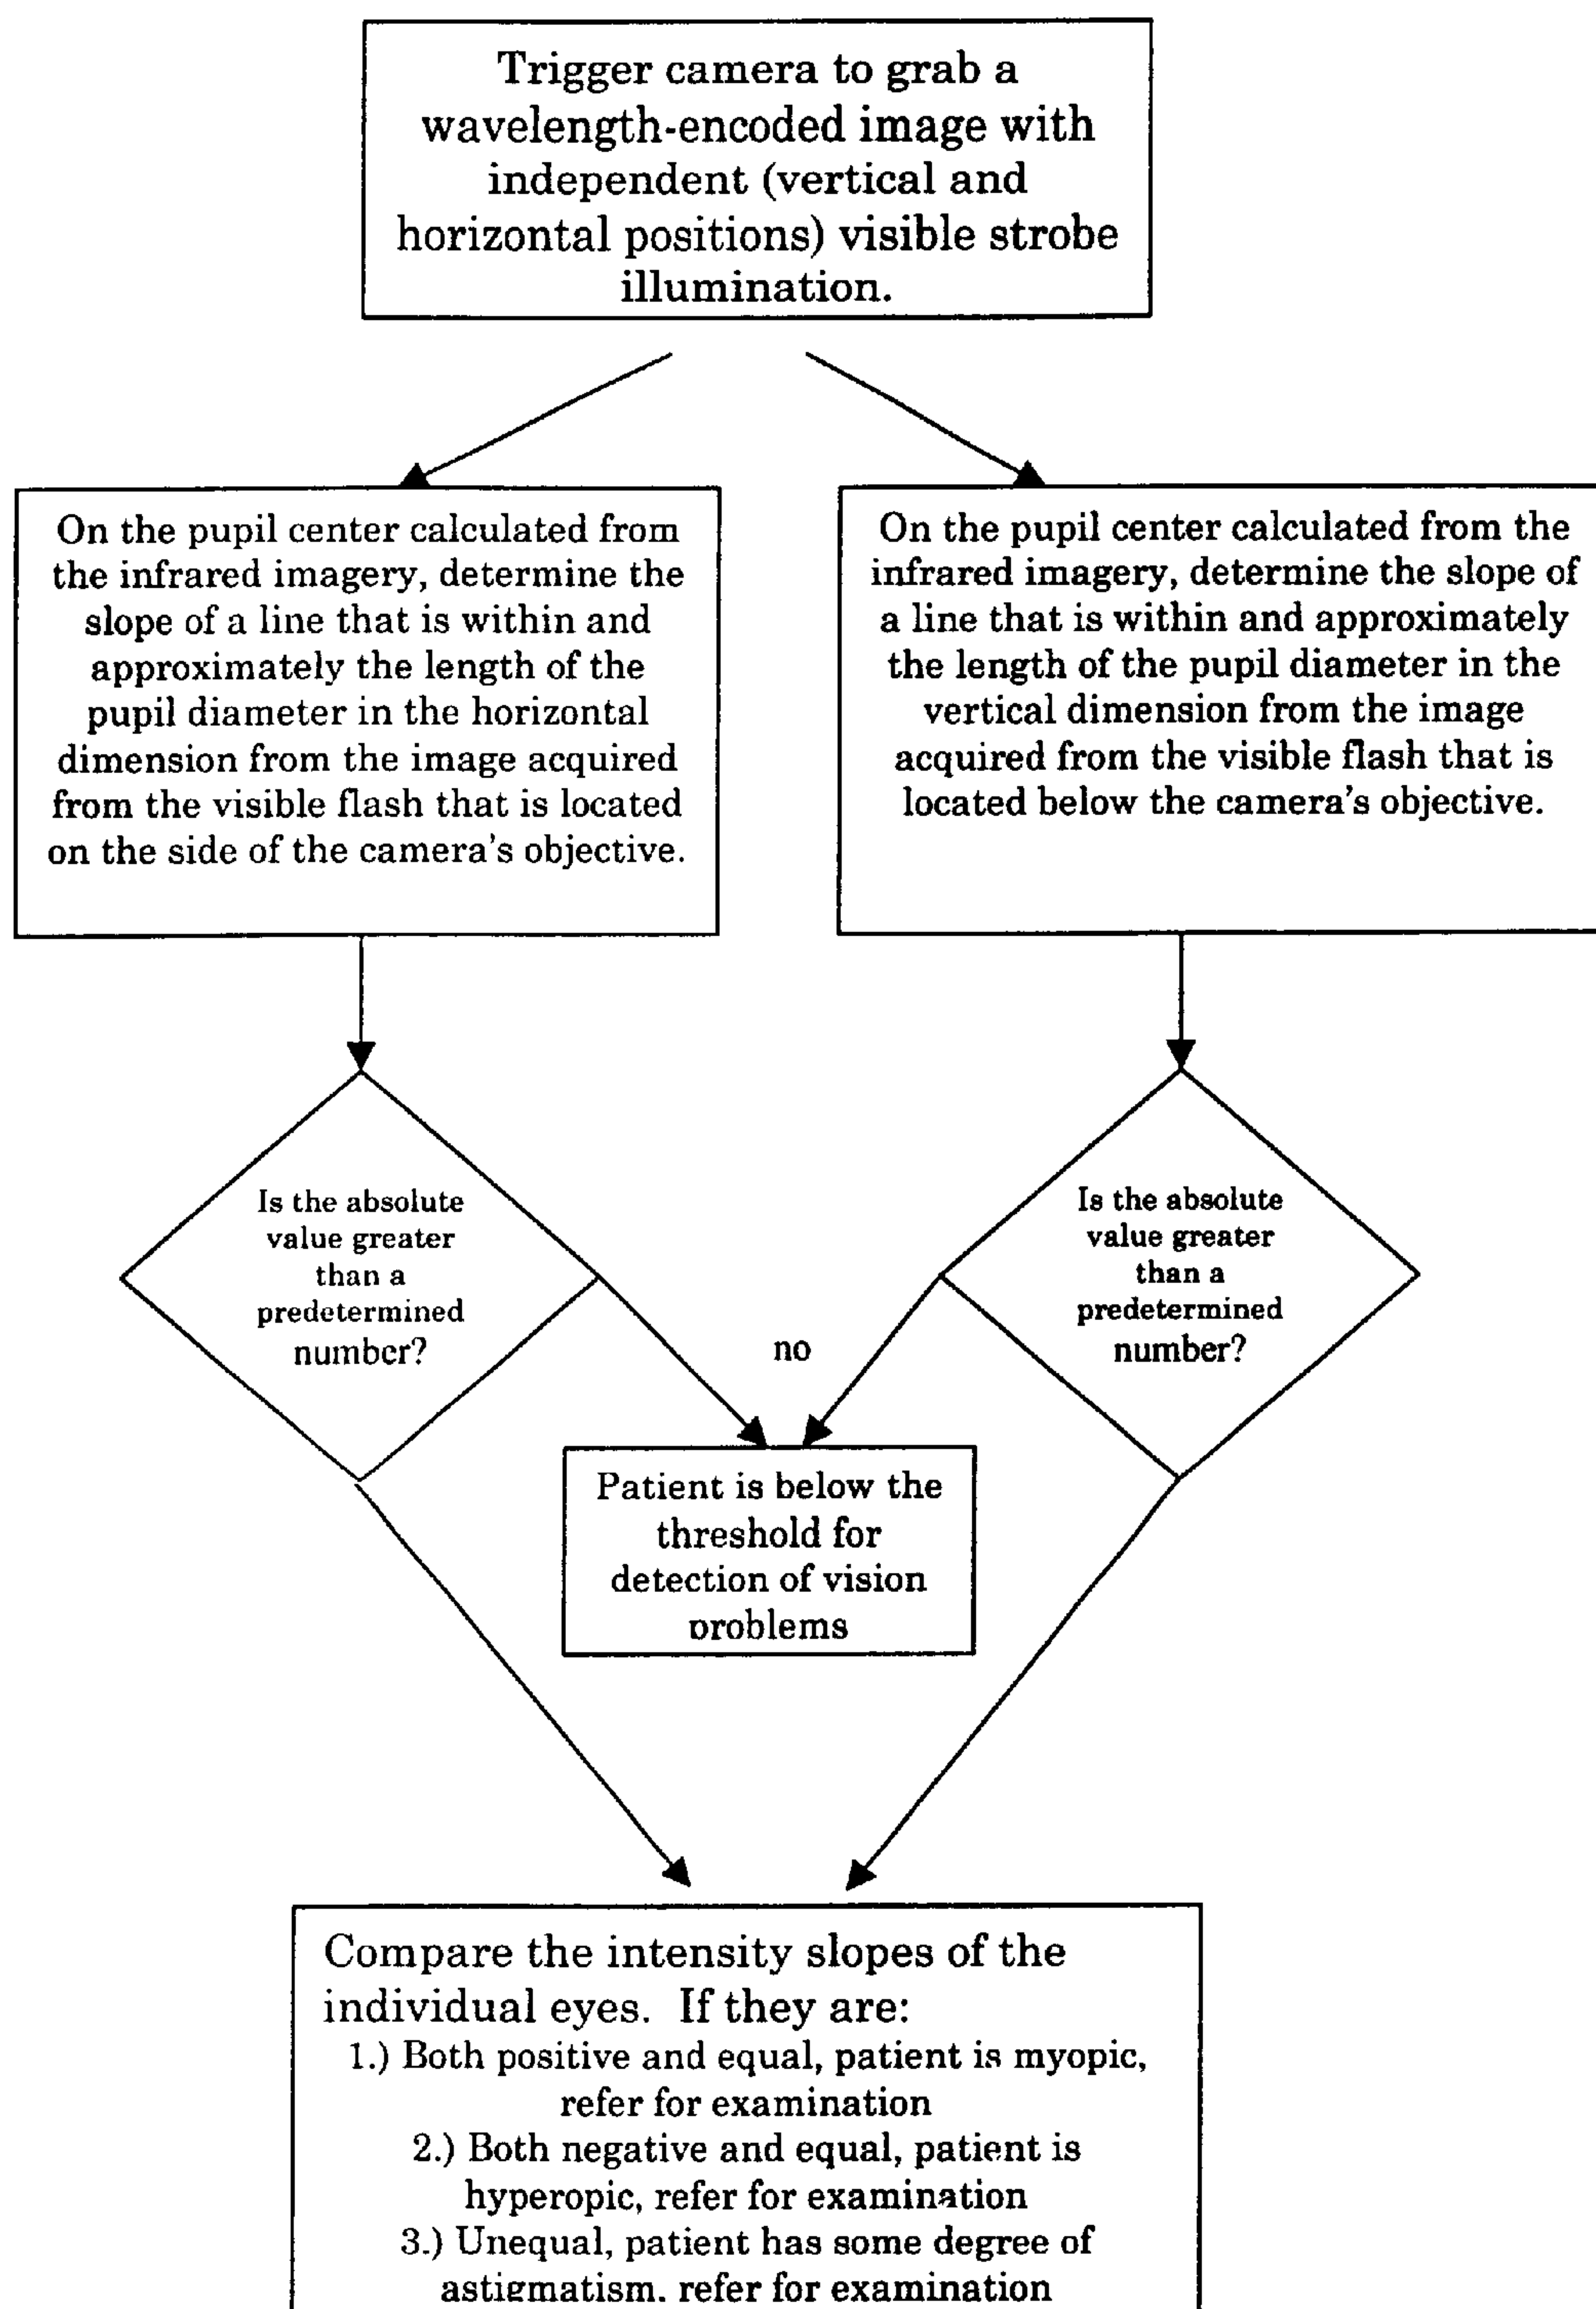 Trigger camera to grab a
wavelength-encoded image with
independent (vertical and
horizontal positions) visible strobe
illumination.
On the pupil center calculated from
the infrared imagery, determine the
slope of a line that is within and
approximately the length of the
pupil diameter in the horizontal
dimension from the image acquired
from the visible flash that is located
on the side of the camera's objective.
On the pupil center calculated from the
infrared imagery, determine the slope of
a line that is within and approximately
the length of the pupil diameter in the
vertical dimension from the image
acquired from the visible flash that is
located below the camera's objective.
Is the absolute
value greater
than a
predetermined
number?
Is the absolute
value greater
than a
predetermined
number?
no
Patient is below the
threshold for
detection of vision
problems
Compare the intensity slopes of the
individual eyes. If they are:
1.) Both positive and equal, patient is myopic,
refer for examination
2.) Both negative and equal, patient is
hyperopic, refer for examination
3.) Unequal, patient has some degree of
astigmatism, refer for examination